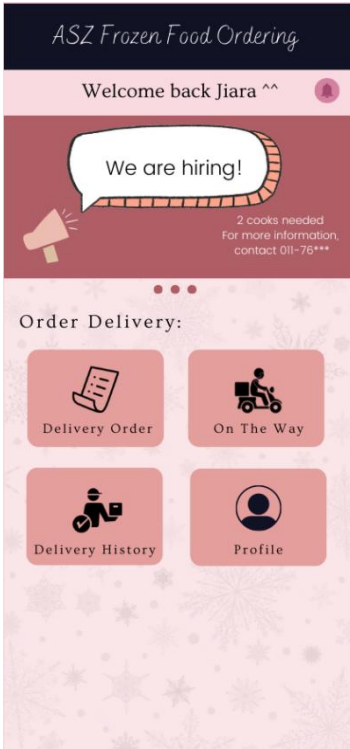 ASZ Frozen Food Ordering
Welcome back Jiara ^^
We are hiring!
2 cooks needed
For more information,
contact 011-76***
Order Delivery:
Delivery Order
On The Way
Delivery History
Profile